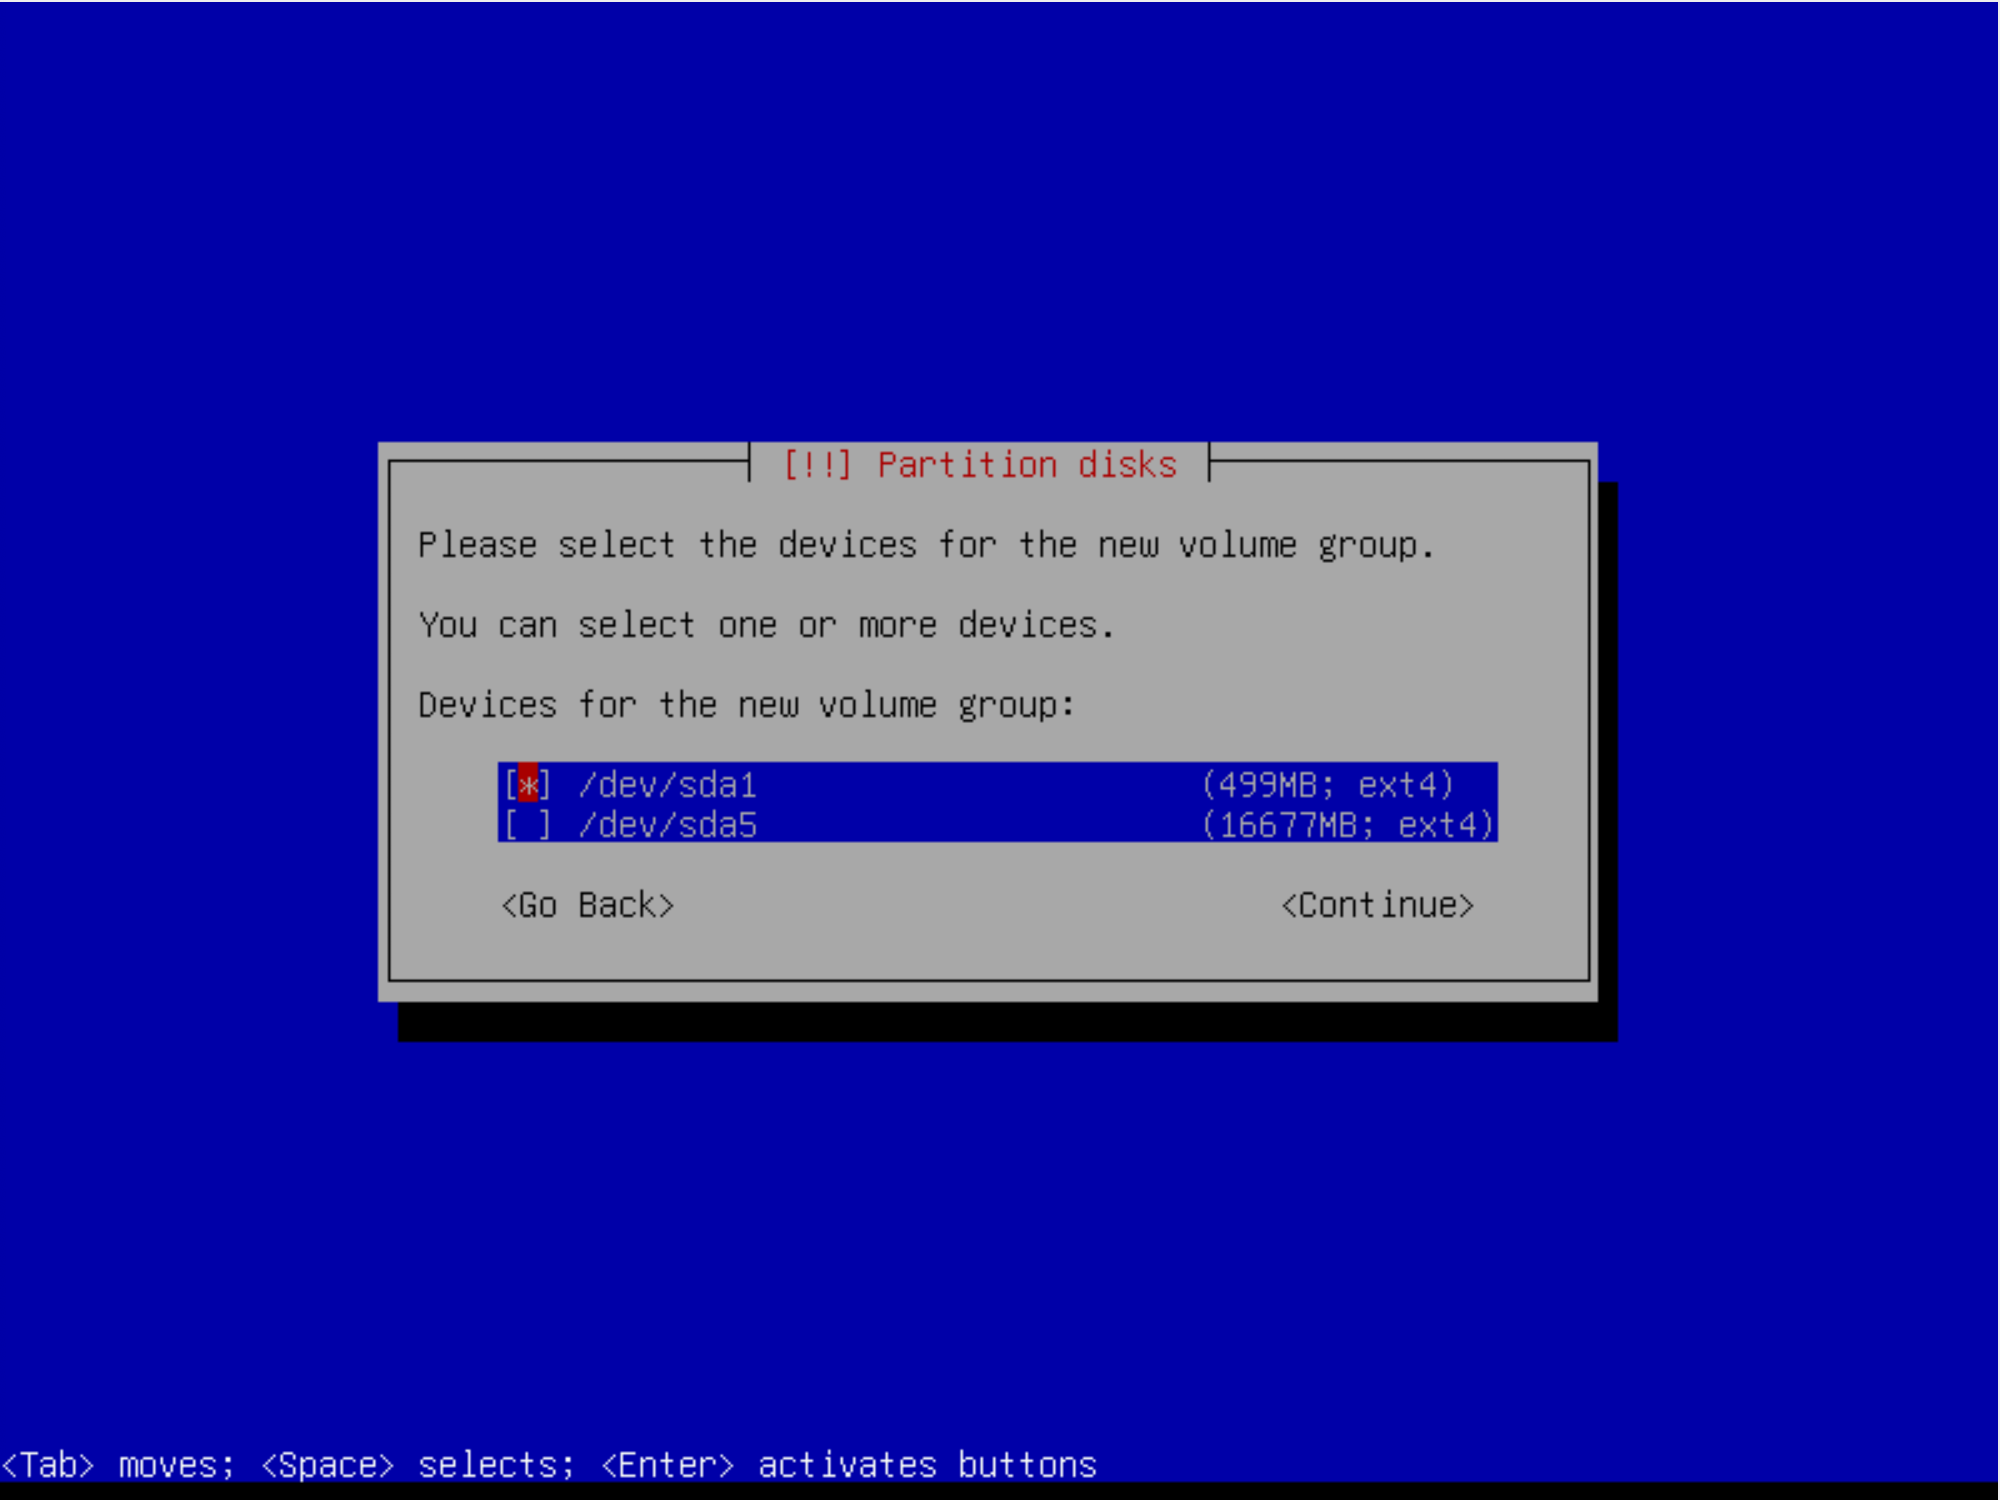 [!!] Partition disks
Please select the devices for the new volume group.
You can select one or more devices.
Devices for the new volume group:
[*] /dev/sda1 (499MB; ext4)
[ ] /dev/sda5 (16677MB; ext4)
<Go Back> <Continue>
<Tab> moves; <Space> selects; <Enter> activates buttons